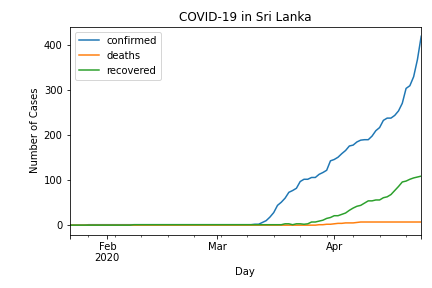 COVID-19 in Sri Lanka
confirmed
deaths
recovered
400
300
200
100
0
Number of Cases
Feb
2020
Mar
Apr
Day